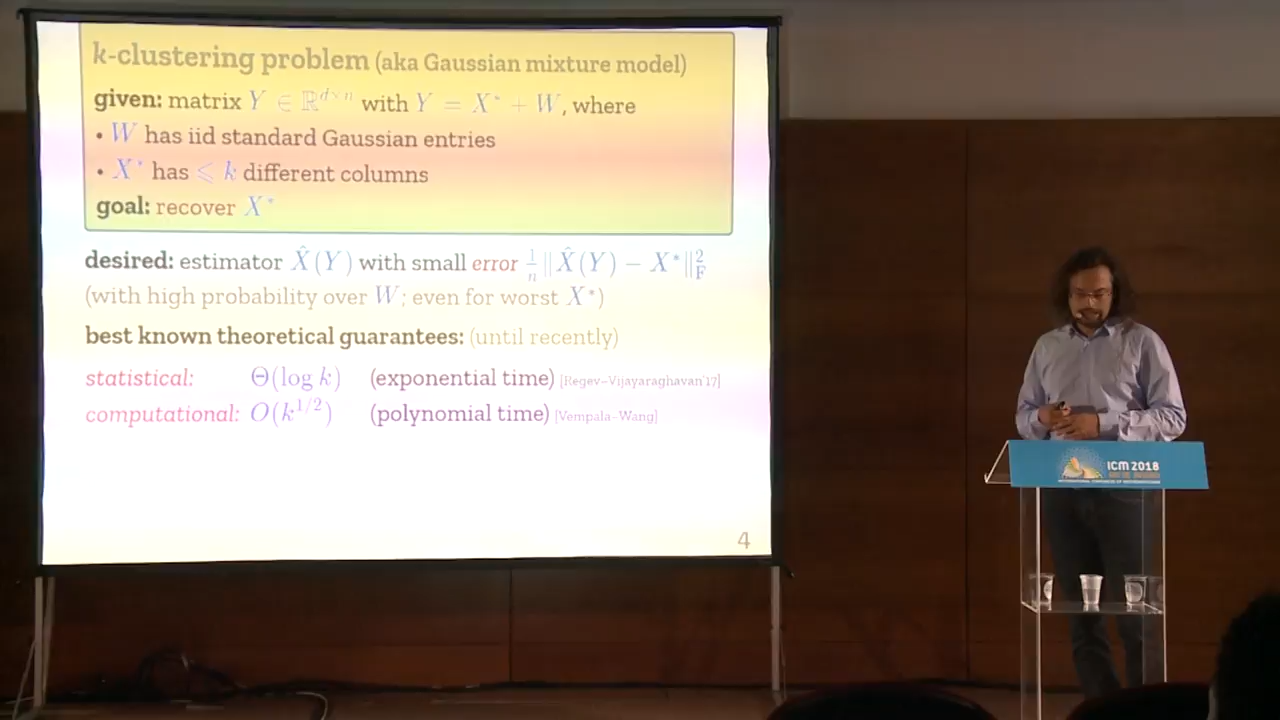 k-clustering problem (aka Gaussian mixture model)
given: matrix Y ∈ ℝ^{d×n} with Y = X* + W, where
• W has iid standard Gaussian entries
• X* has ⩽ k different columns
goal: recover X*
desired: estimator X̂(Y) with small error 1/n ‖X̂(Y) − X*‖²_F
(with high probability over W; even for worst X*)
best known theoretical guarantees: (until recently)
statistical: Θ(log k) (exponential time) [Regev–Vijayaraghavan'17]
computational: O(k^{1/2}) (polynomial time) [Vempala–Wang]
4
ICM 2018